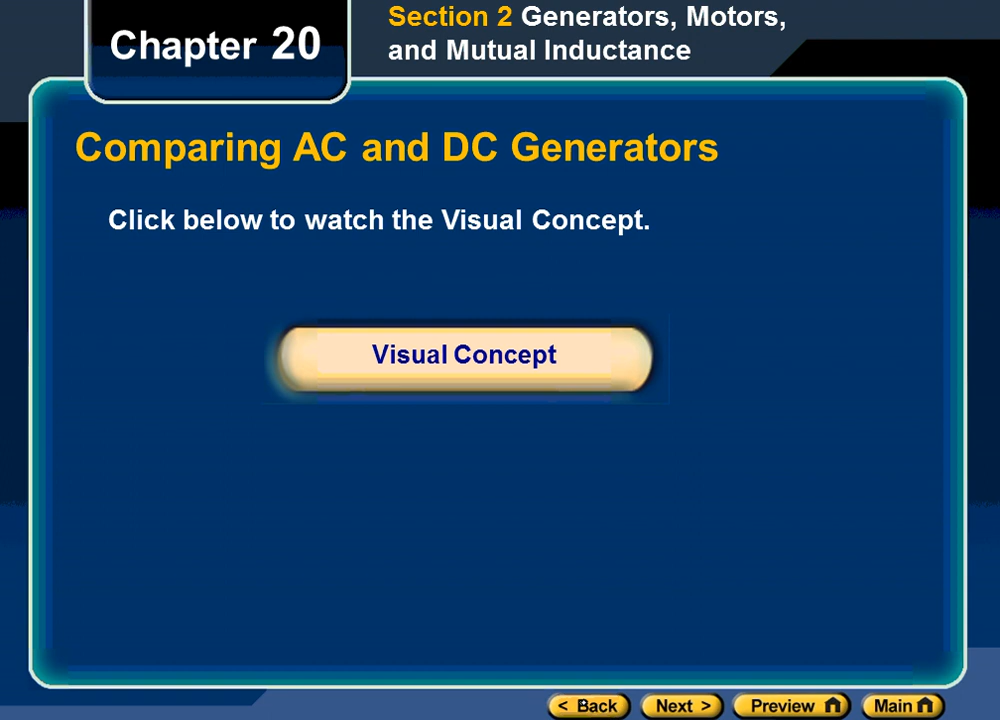 Chapter 20
Section 2 Generators, Motors,
and Mutual Inductance
Comparing AC and DC Generators
Click below to watch the Visual Concept.
Visual Concept
< Back
Next >
Preview
Main